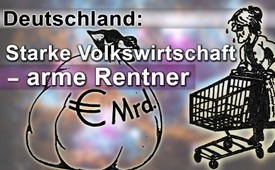 Deutschland:
Starke Volkswirtschaft
– arme Rentner
€ Mrd.